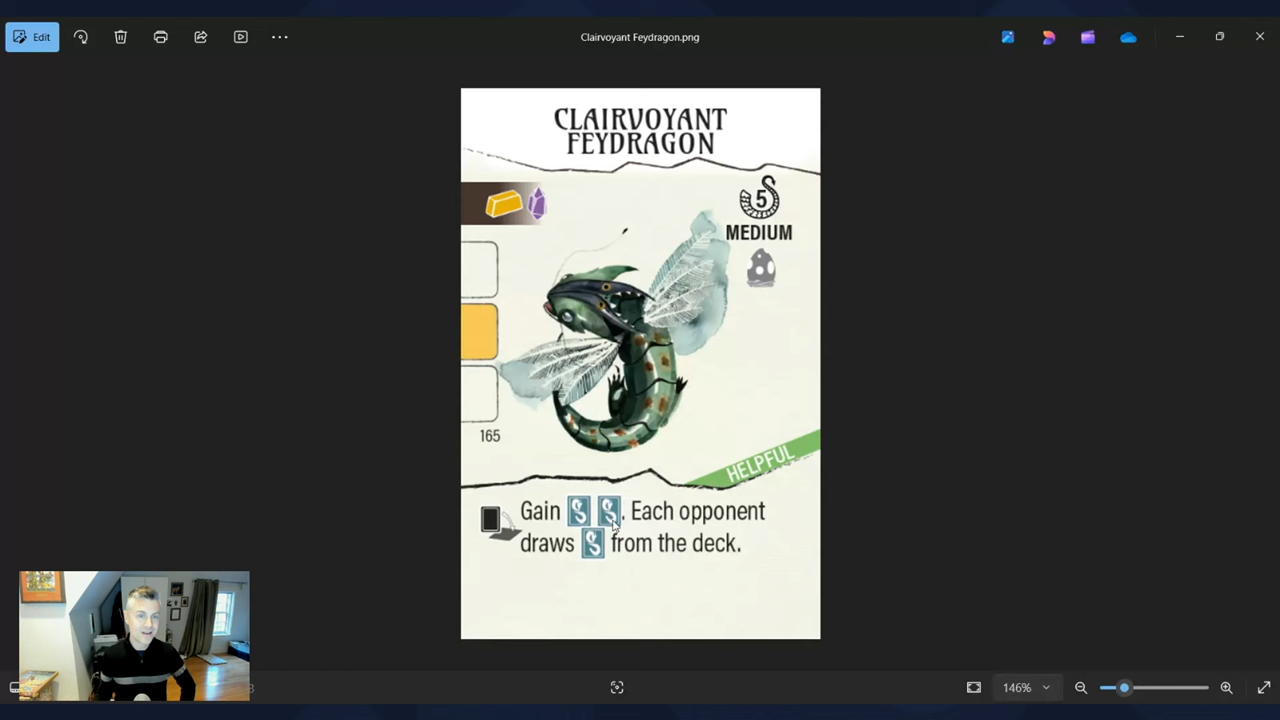 Edit
Clairvoyant Feydragon.png
CLAIRVOYANT
FEYDRAGON
5
MEDIUM
165
HELPFUL
Gain . Each opponent
draws from the deck.
146%